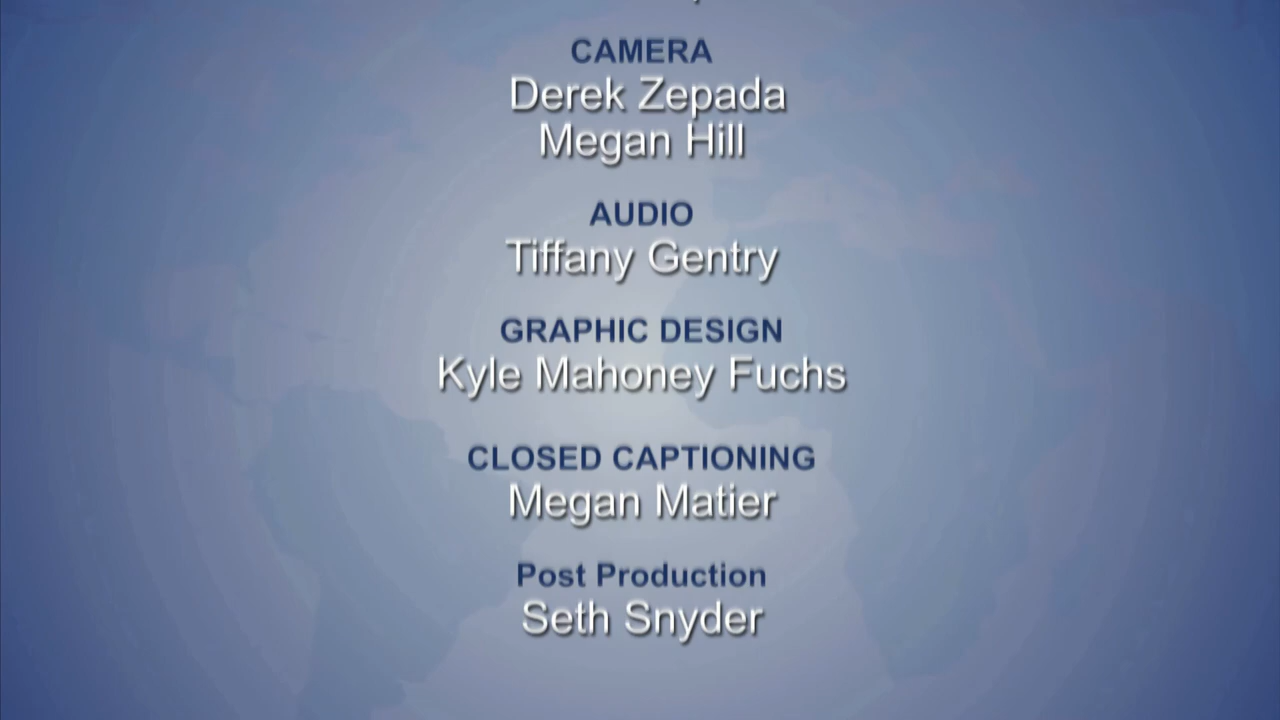 CAMERA
Derek Zepada
Megan Hill
AUDIO
Tiffany Gentry
GRAPHIC DESIGN
Kyle Mahoney Fuchs
CLOSED CAPTIONING
Megan Matier
Post Production
Seth Snyder